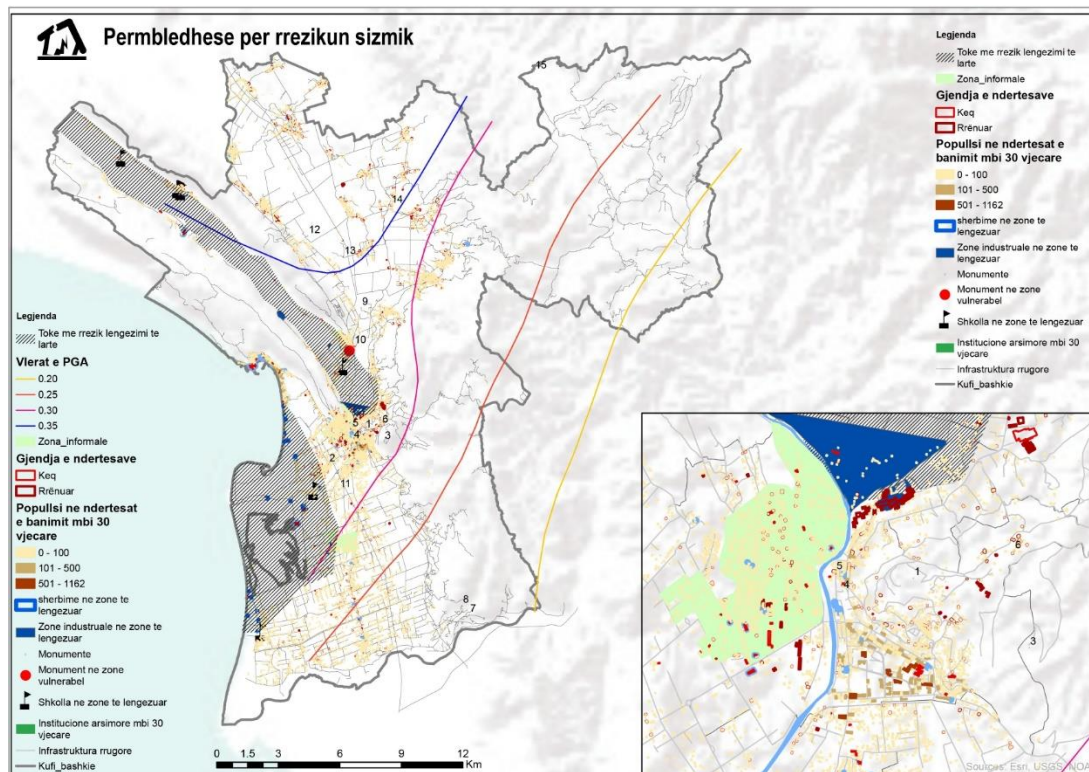 Permbledhese per rrezikun sizmik
Legjenda
Toke me rrezik lengezimi te
larte
Vlerat e PGA
0.20
0.25
0.30
0.35
Zona_informale
Gjendja e ndertesave
Keq
Rrënuar
Popullsi ne ndertesat
e banimit mbi 30
vjecare
0 - 100
101 - 500
501 - 1162
sherbime ne zone te
lengezuar
Zone industruale ne zone te
lengezuar
Monumente
Monument ne zone
vulnerabel
Shkolla ne zone te lengezuar
Institucione arsimore mbi 30
vjecare
Infrastruktura rrugore
Kufi_bashkie
15
14
12
13
9
10
6
5
1
4
3
2
11
8
7
0 1.5 3 6 9 12
Km
Legjenda
Toke me rrezik lengezimi te
larte
Zona_informale
Gjendja e ndertesave
Keq
Rrënuar
Popullsi ne ndertesat e
banimit mbi 30 vjecare
0 - 100
101 - 500
501 - 1162
sherbime ne zone te
lengezuar
Zone industruale ne zone te
lengezuar
Monumente
Monument ne zone
vulnerabel
Shkolla ne zone te lengezuar
Institucione arsimore mbi 30
vjecare
Infrastruktura rrugore
Kufi_bashkie
6
5
1
4
3
Sources: Esri, USGS, NOAA